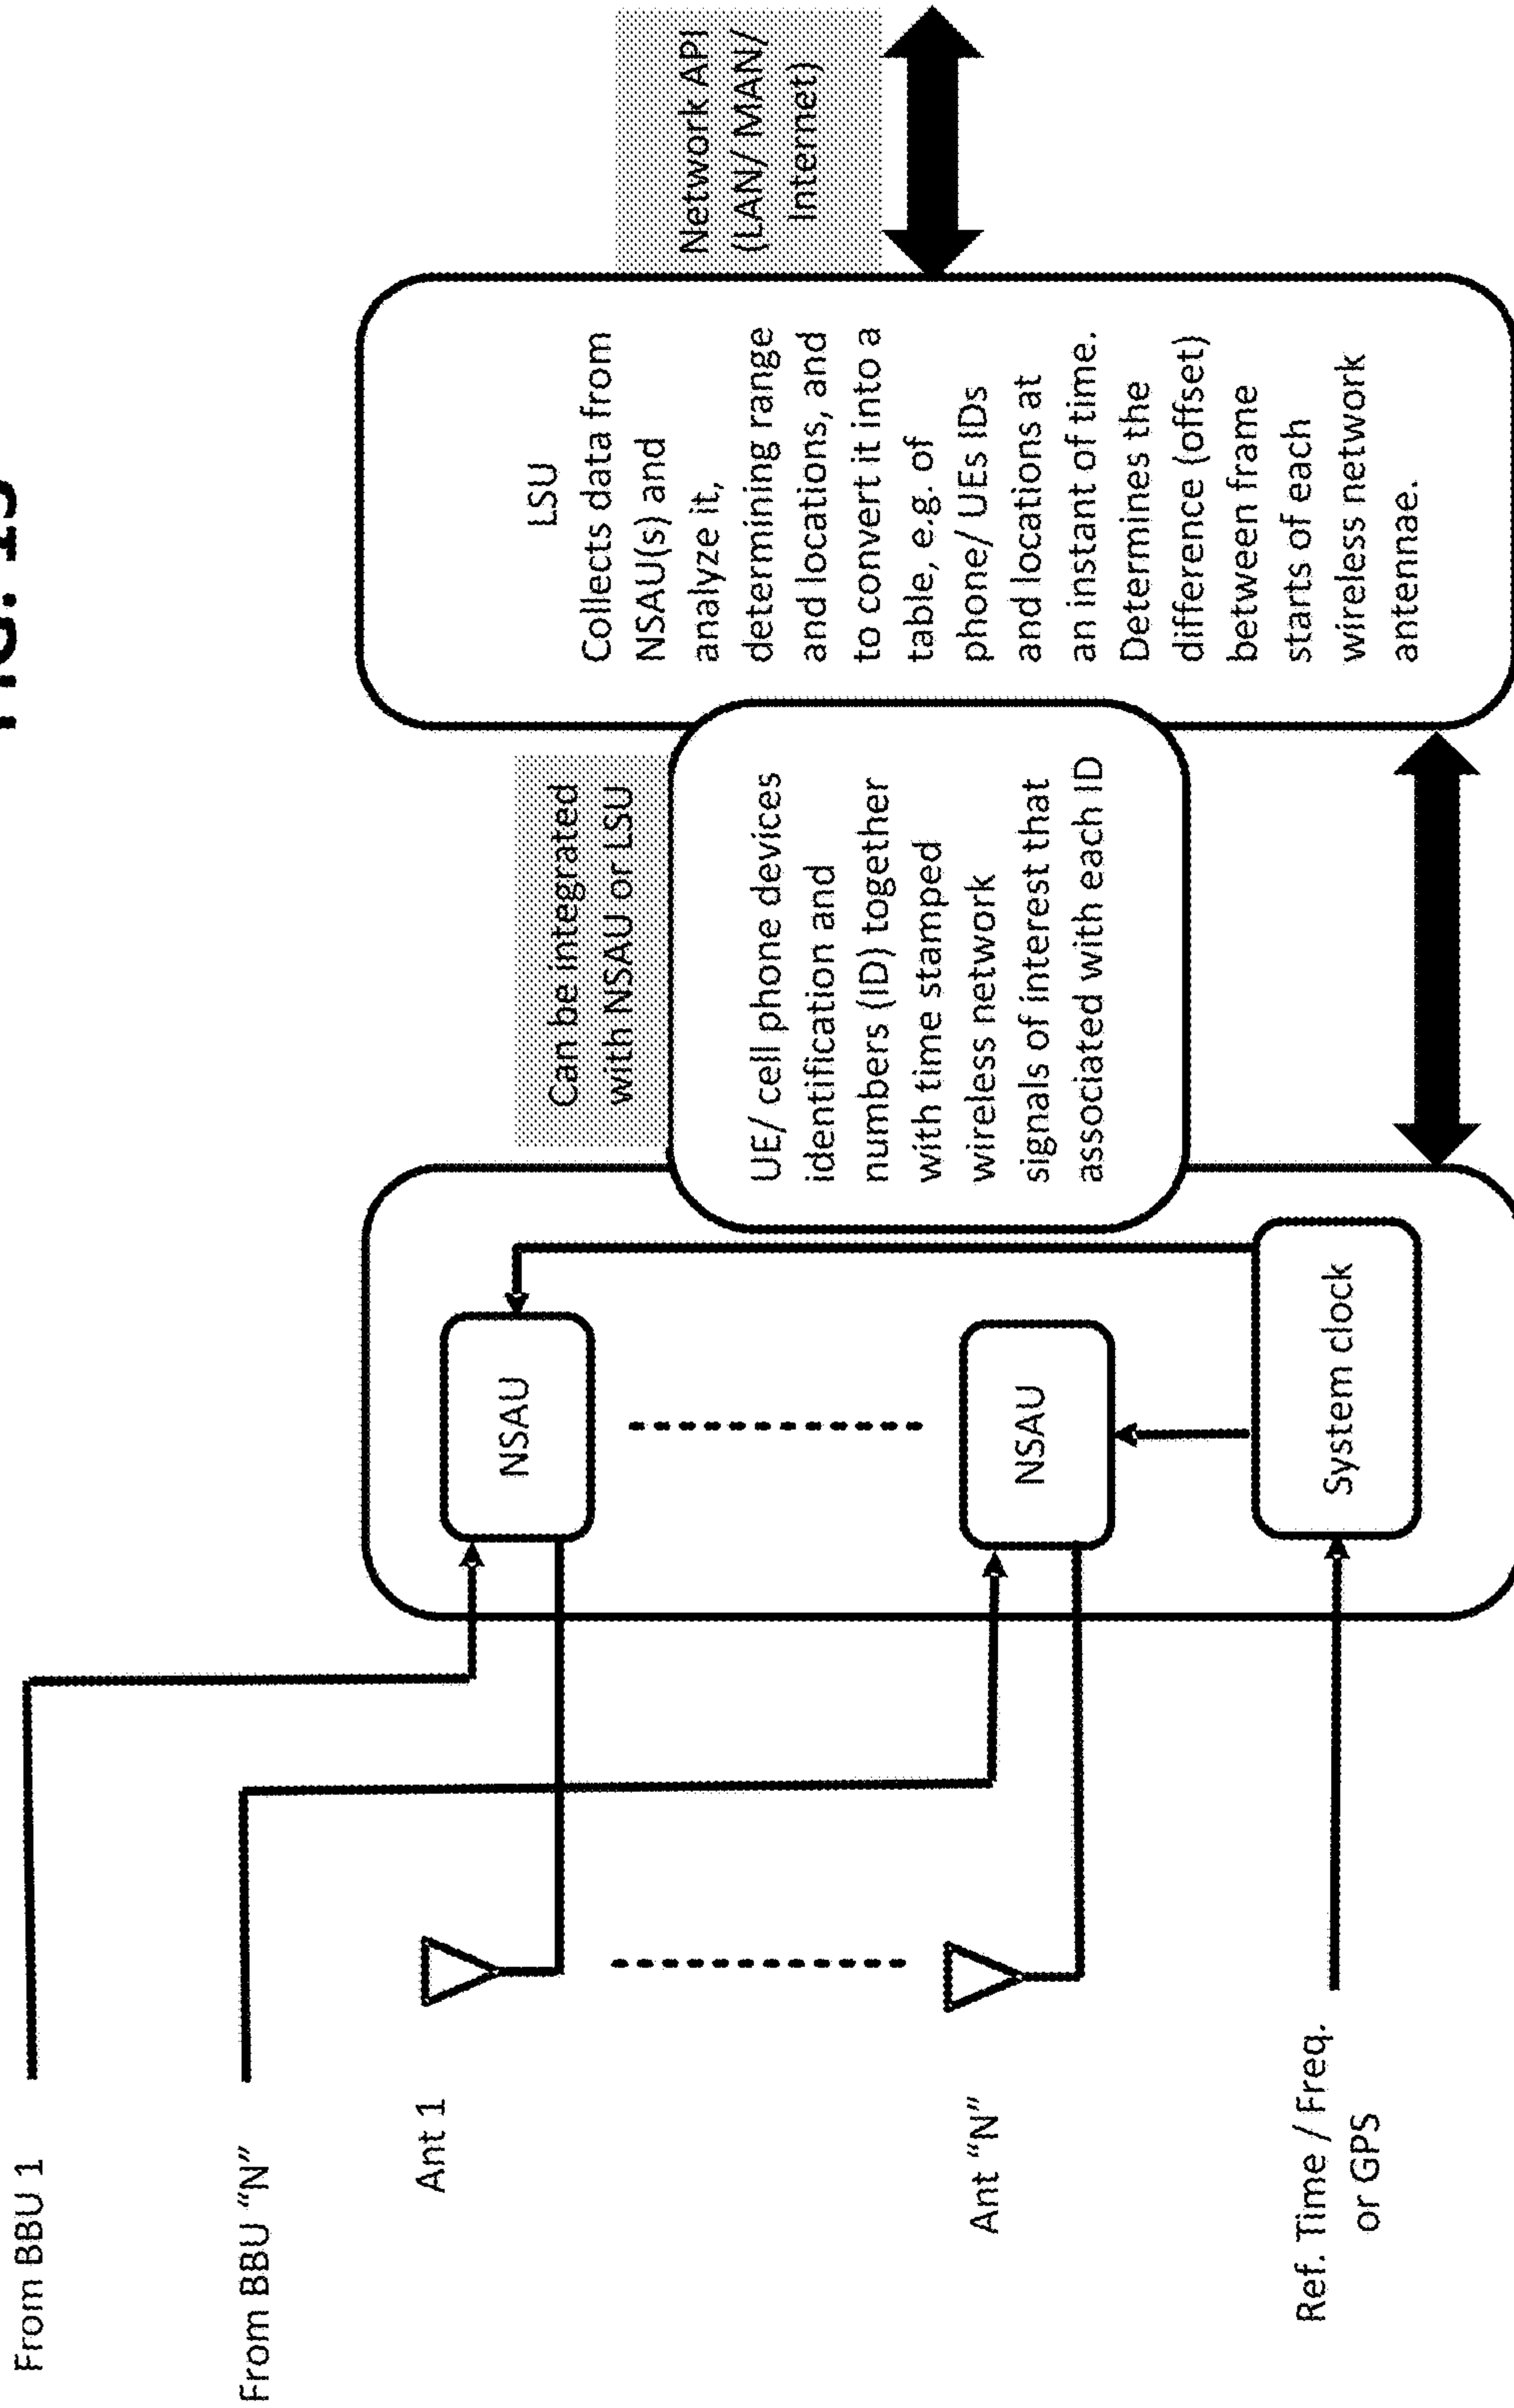 From BBU 1
From BBU "N"
Ant 1
Ant "N"
Ref. Time / Freq.
or GPS
NSAU
NSAU
System clock
Can be integrated
with NSAU or LSU
UE/ cell phone devices
identification and
numbers (ID) together
with time stamped
wireless network
signals of interest that
associated with each ID
LSU
Collects data from
NSAU(s) and
analyze it,
determining range
and locations, and
to convert it into a
table, e.g. of
phone/ UEs IDs
and locations at
an instant of time.
Determines the
difference (offset)
between frame
starts of each
wireless network
antennae.
Network API
(LAN/ MAN/
Internet)